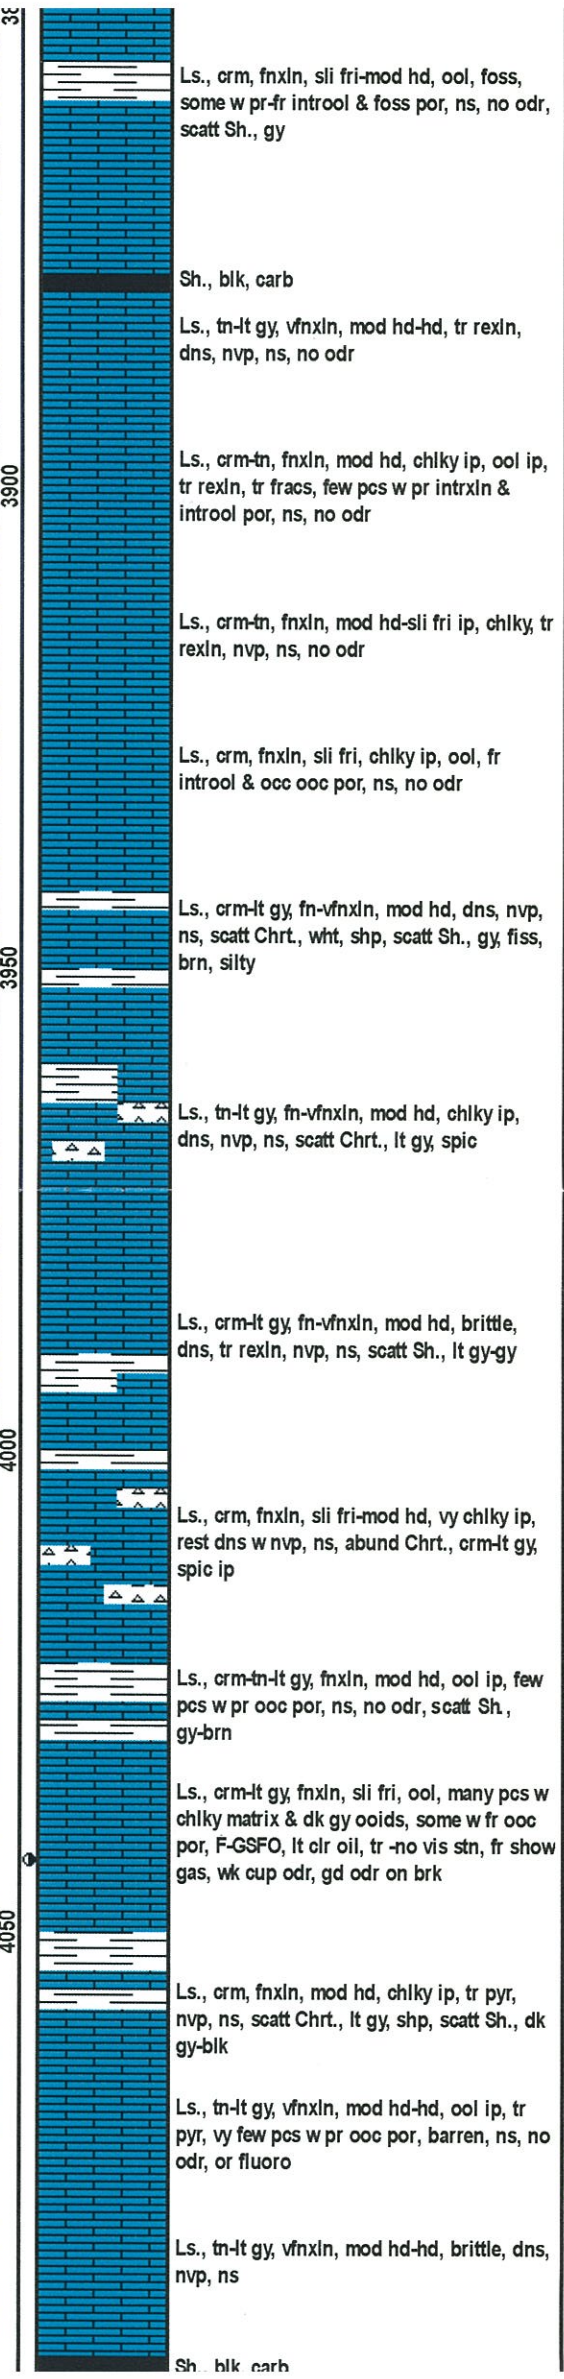 38
Ls., crm, fnxln, sli fri-mod hd, ool, foss,
some w pr-fr introol & foss por, ns, no odr,
scatt Sh., gy
Sh., blk, carb
Ls., tn-lt gy, vfnxln, mod hd-hd, tr rexln,
dns, nvp, ns, no odr
3900
Ls., crm-tn, fnxln, mod hd, chlky ip, ool ip,
tr rexln, tr fracs, few pcs w pr intrxln &
introol por, ns, no odr
Ls., crm-tn, fnxln, mod hd-sli fri ip, chlky, tr
rexln, nvp, ns, no odr
Ls., crm, fnxln, sli fri, chlky ip, ool, fr
introol & occ ooc por, ns, no odr
3950
Ls., crm-lt gy, fn-vfnxln, mod hd, dns, nvp,
ns, scatt Chrt., wht, shp, scatt Sh., gy, fiss,
brn, silty
Ls., tn-lt gy, fn-vfnxln, mod hd, chlky ip,
dns, nvp, ns, scatt Chrt., lt gy, spic
Ls., crm-lt gy, fn-vfnxln, mod hd, brittle,
dns, tr rexln, nvp, ns, scatt Sh., lt gy-gy
4000
Ls., crm, fnxln, sli fri-mod hd, vy chlky ip,
rest dns w nvp, ns, abund Chrt., crm-lt gy,
spic ip
Ls., crm-tn-lt gy, fnxln, mod hd, ool ip, few
pcs w pr ooc por, ns, no odr, scatt Sh.,
gy-brn
Ls., crm-lt gy, fnxln, sli fri, ool, many pcs w
chlky matrix & dk gy ooids, some w fr ooc
por, F-GSFO, lt clr oil, tr -no vis stn, fr show
gas, wk cup odr, gd odr on brk
4050
Ls., crm, fnxln, mod hd, chlky ip, tr pyr,
nvp, ns, scatt Chrt., lt gy, shp, scatt Sh., dk
gy-blk
Ls., tn-lt gy, vfnxln, mod hd-hd, ool ip, tr
pyr, vy few pcs w pr ooc por, barren, ns, no
odr, or fluoro
Ls., tn-lt gy, vfnxln, mod hd-hd, brittle, dns,
nvp, ns
Sh., blk, carb